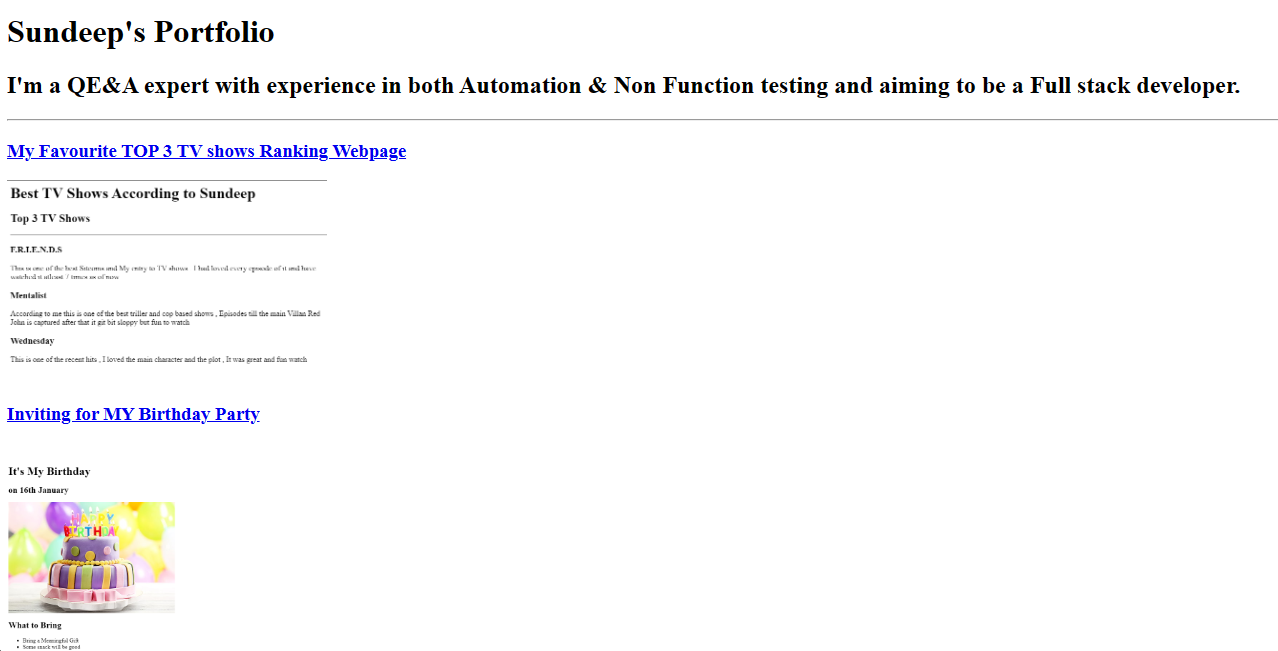 Sundeep's Portfolio
I'm a QE&A expert with experience in both Automation & Non Function testing and aiming to be a Full stack developer.
My Favourite TOP 3 TV shows Ranking Webpage
Best TV Shows According to Sundeep
Top 3 TV Shows
F.R.I.E.N.D.S
This is one of the best Sitcoms and My entry to TV shows . I had loved every episode of it and have
watched it atleast 7 times as of now
Mentalist
According to me this is one of the best triller and cop based shows , Episodes till the main Villan Red
John is captured after that it git bit sloppy but fun to watch
Wednesday
This is one of the recent hits , I loved the main character and the plot , It was great and fun watch
Inviting for MY Birthday Party
It's My Birthday
on 16th January
HAPPY
BIRTHDAY
What to Bring
• Bring a Meaningful Gift
• Some snack will be good